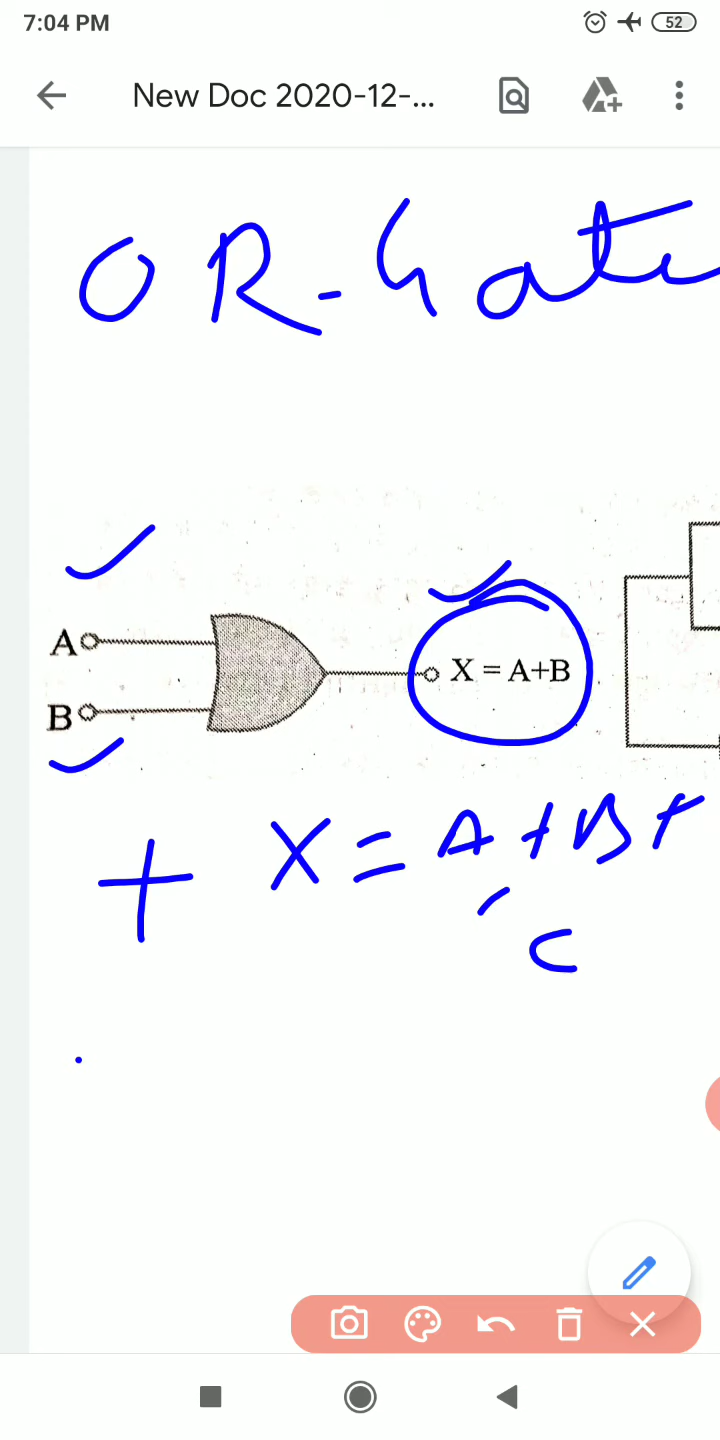 7:04 PM
52
New Doc 2020-12-...
OR-Gate
A
X = A+B
B
+ X = A + B +
C